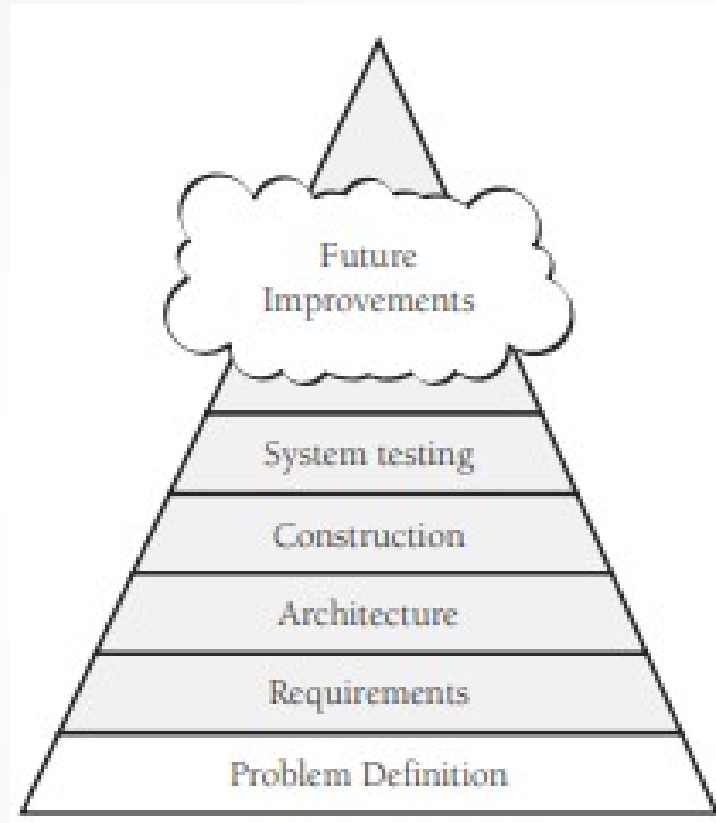 Future
Improvements
System testing
Construction
Architecture
Requirements
Problem Definition